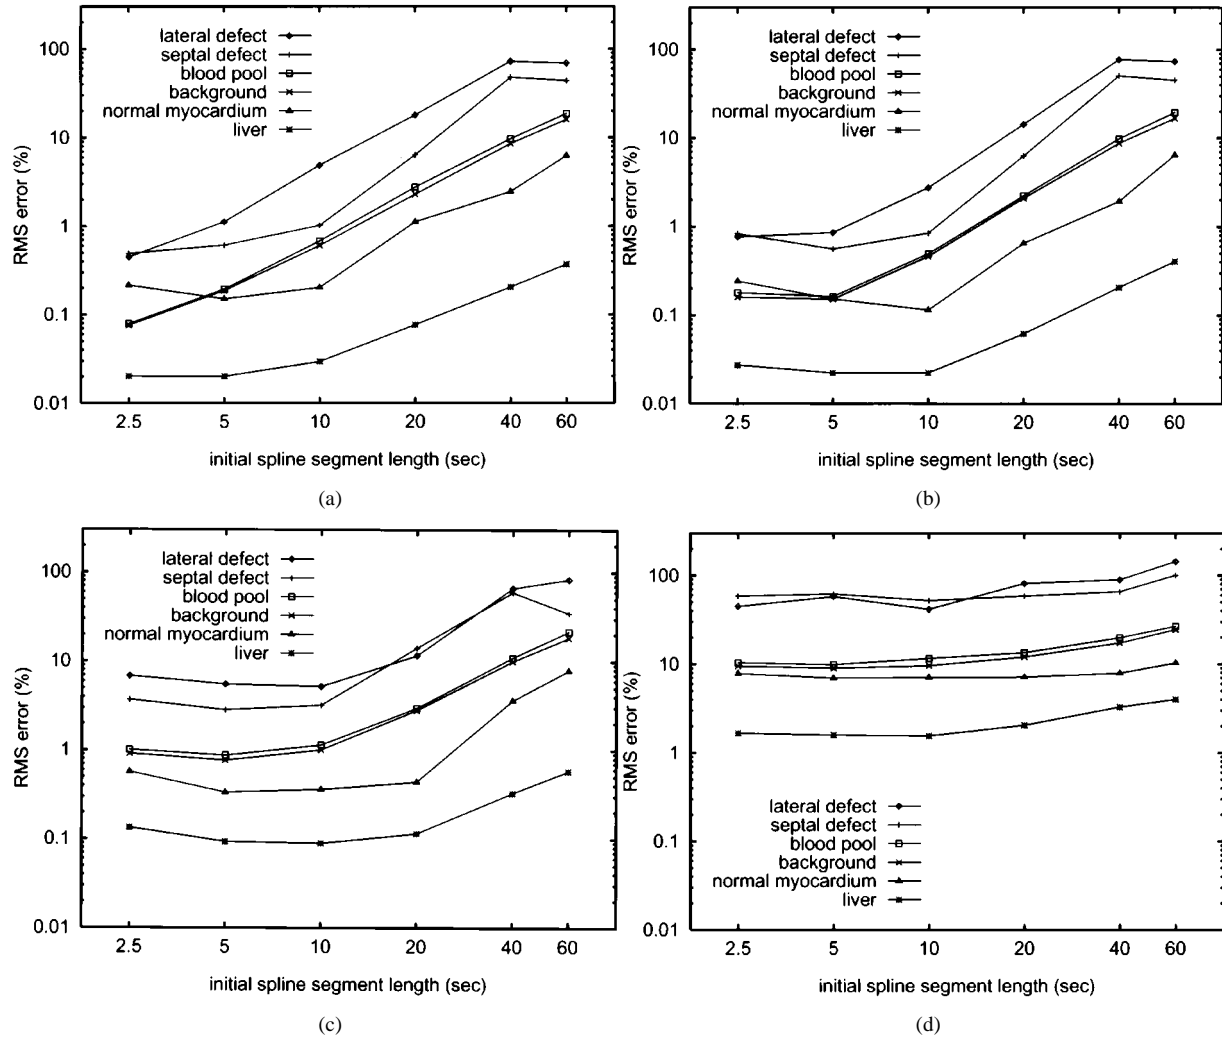 lateral defect
septal defect
blood pool
background
normal myocardium
liver
100
10
1
0.1
0.01
RMS error (%)
2.5 5 10 20 40 60
initial spline segment length (sec)
(a)
lateral defect
septal defect
blood pool
background
normal myocardium
liver
100
10
1
0.1
0.01
RMS error (%)
2.5 5 10 20 40 60
initial spline segment length (sec)
(b)
lateral defect
septal defect
blood pool
background
normal myocardium
liver
100
10
1
0.1
0.01
RMS error (%)
2.5 5 10 20 40 60
initial spline segment length (sec)
(c)
100
10
1
0.1
0.01
RMS error (%)
lateral defect
septal defect
blood pool
background
normal myocardium
liver
2.5 5 10 20 40 60
initial spline segment length (sec)
(d)